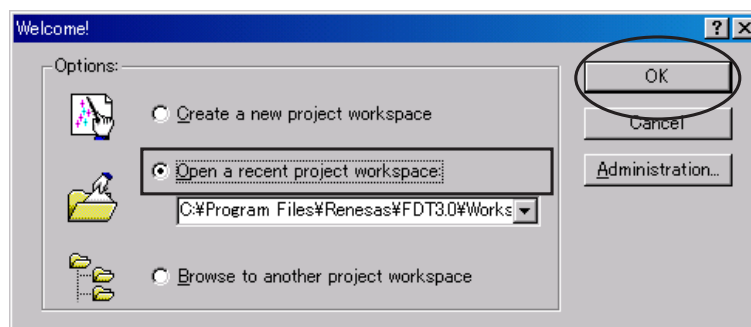 Welcome!
Options:
Create a new project workspace
Open a recent project workspace:
C:¥Program Files¥Renesas¥FDT3.0¥Works
Browse to another project workspace
OK
Cancel
Administration...